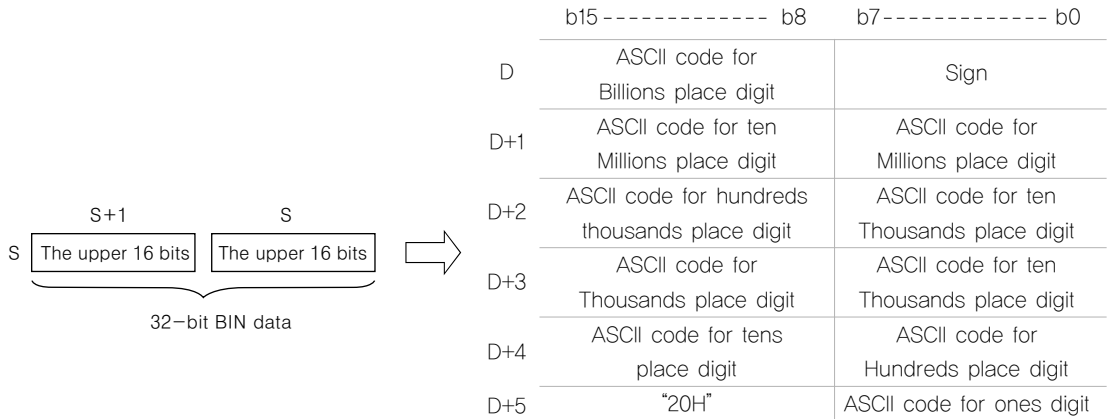 S+1 S
S The upper 16 bits The upper 16 bits
32-bit BIN data
b15 ------------- b8 b7 ------------- b0
D ASCII code for Billions place digit Sign
D+1 ASCII code for ten Millions place digit ASCII code for Millions place digit
D+2 ASCII code for hundreds thousands place digit ASCII code for ten Thousands place digit
D+3 ASCII code for Thousands place digit ASCII code for ten Thousands place digit
D+4 ASCII code for tens place digit ASCII code for Hundreds place digit
D+5 “20H” ASCII code for ones digit